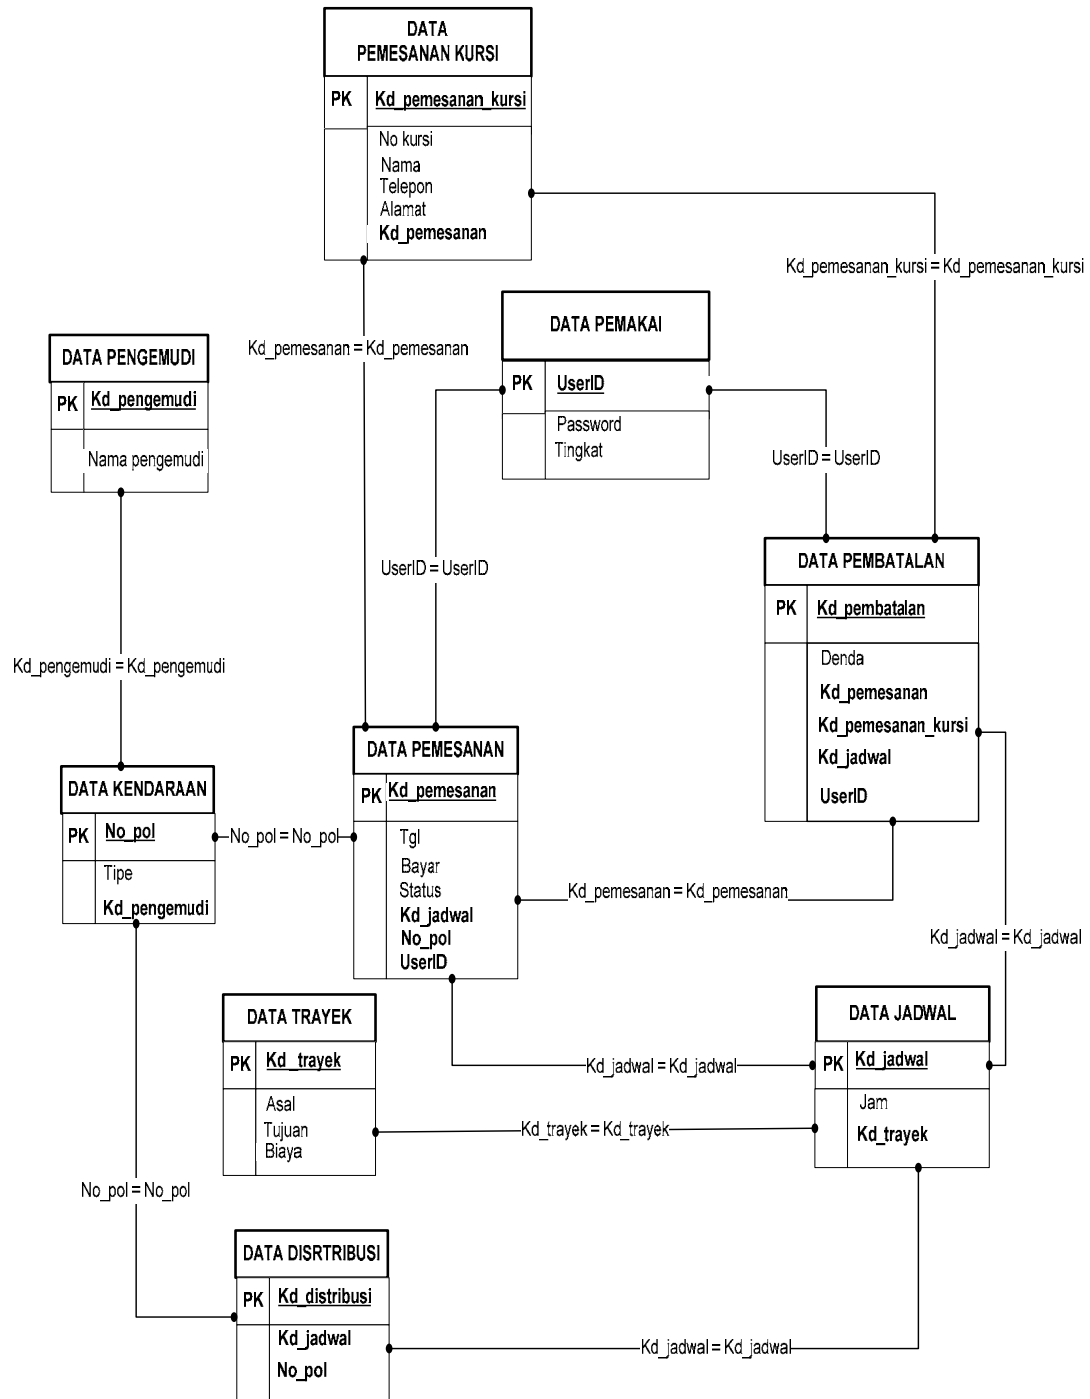 DATA
PEMESANAN KURSI
PK Kd_pemesanan_kursi
No kursi
Nama
Telepon
Alamat
Kd_pemesanan
Kd_pemesanan_kursi = Kd_pemesanan_kursi
Kd_pemesanan = Kd_pemesanan
DATA PEMAKAI
PK UserID
Password
Tingkat
DATA PENGEMUDI
PK Kd_pengemudi
Nama pengemudi
UserID = UserID
UserID = UserID
Kd_pengemudi = Kd_pengemudi
DATA PEMBATALAN
PK Kd_pembatalan
Denda
Kd_pemesanan
Kd_pemesanan_kursi
Kd_jadwal
UserID
DATA PEMESANAN
PK Kd_pemesanan
Tgl
Bayar
Status
Kd_jadwal
No_pol
UserID
DATA KENDARAAN
PK No_pol
Tipe
Kd_pengemudi
No_pol = No_pol
Kd_pemesanan = Kd_pemesanan
Kd_jadwal = Kd_jadwal
DATA TRAYEK
PK Kd_trayek
Asal
Tujuan
Biaya
DATA JADWAL
PK Kd_jadwal
Jam
Kd_trayek
Kd_jadwal = Kd_jadwal
Kd_trayek = Kd_trayek
No_pol = No_pol
DATA DISRTRIBUSI
PK Kd_distribusi
Kd_jadwal
No_pol
Kd_jadwal = Kd_jadwal